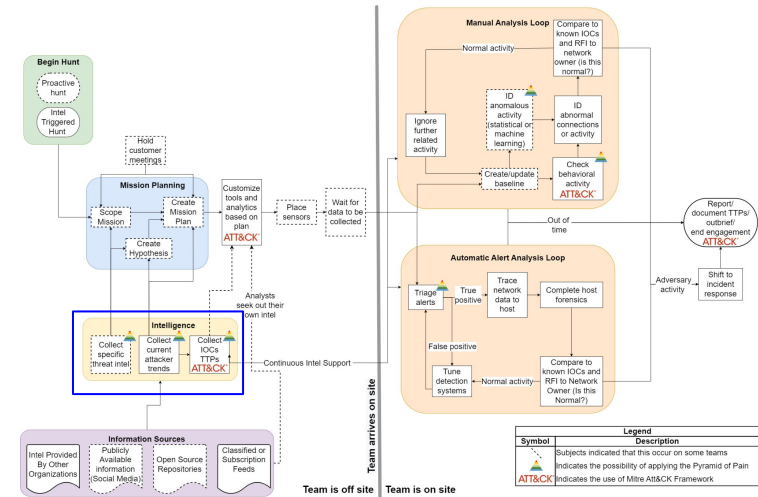 Begin Hunt
Proactive
hunt
Intel
Triggered
Hunt
Hold
customer
meetings
Mission Planning
Scope
Mission
Create
Mission
Plan
Create
Hypothesis
Customize
tools and
analytics
based on
plan
ATT&CK
Place
sensors
Wait for
data to be
collected
Analysts
seek out their
own intel
Intelligence
Collect
specific
threat intel
Collect
current
attacker
trends
Collect
IOCs
TTPs
ATT&CK
Continuous Intel Support
Information Sources
Intel Provided
By Other
Organizations
Publicly
Available
information
(Social Media)
Open Source
Repositories
Classified or
Subscription
Feeds
Team is off site
Team arrives on site
Team is on site
Manual Analysis Loop
Normal activity
Compare to
known IOCs
and RFI to
network
owner (is this
normal?)
Ignore
further
related
activity
ID
anomalous
activity
(statistical or
machine
learning)
ID
abnormal
connections
or activity
Create/update
baseline
Check
behavioral
activity
ATT&CK
Out of
time
Report/
document TTPs/
outbrief/
end engagement
ATT&CK
Automatic Alert Analysis Loop
Triage
alerts
True
positive
Trace
network
data to
host
Complete host
forensics
False positive
Tune
detection
systems
Normal activity
Compare to
known IOCs and
RFI to Network
Owner (Is this
Normal?)
Adversary
activity
Shift to
incident
response
Legend
Symbol Description
Subjects indicated that this occur on some teams
Indicates the possibility of applying the Pyramid of Pain
ATT&CK Indicates the use of Mitre Att&CK Framework